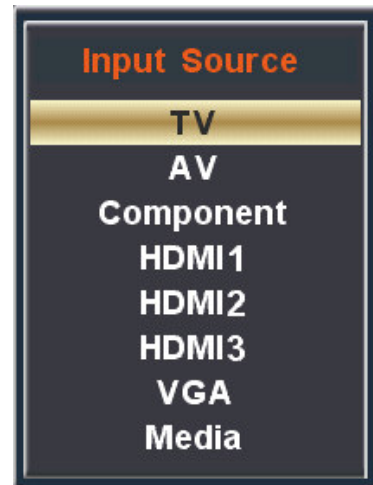 Input Source
TV
AV
Component
HDMI1
HDMI2
HDMI3
VGA
Media